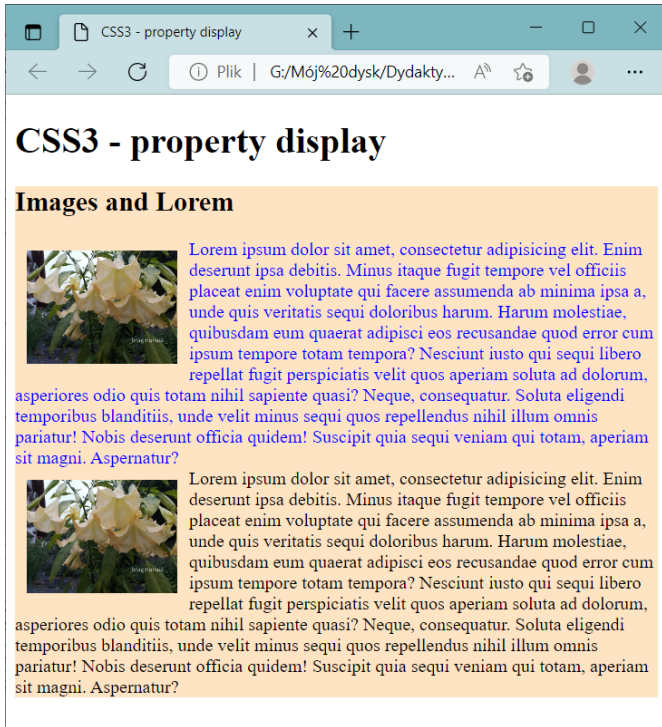 CSS3 - property display
Plik
G:/Mój%20dysk/Dydakty...
CSS3 - property display
Images and Lorem
Lorem ipsum dolor sit amet, consectetur adipisicing elit. Enim
deserunt ipsa debitis. Minus itaque fugit tempore vel officiis
placeat enim voluptate qui facere assumenda ab minima ipsa a,
unde quis veritatis sequi doloribus harum. Harum molestiae,
quibusdam eum quaerat adipisci eos recusandae quod error cum
ipsum tempore totam tempora? Nesciunt iusto qui sequi libero
repellat fugit perspiciatis velit quos aperiam soluta ad dolorum,
asperiores odio quis totam nihil sapiente quasi? Neque, consequatur. Soluta eligendi
temporibus blanditiis, unde velit minus sequi quos repellendus nihil illum omnis
pariatur! Nobis deserunt officia quidem! Suscipit quia sequi veniam qui totam, aperiam
sit magni. Aspernatur?
Lorem ipsum dolor sit amet, consectetur adipisicing elit. Enim
deserunt ipsa debitis. Minus itaque fugit tempore vel officiis
placeat enim voluptate qui facere assumenda ab minima ipsa a,
unde quis veritatis sequi doloribus harum. Harum molestiae,
quibusdam eum quaerat adipisci eos recusandae quod error cum
ipsum tempore totam tempora? Nesciunt iusto qui sequi libero
repellat fugit perspiciatis velit quos aperiam soluta ad dolorum,
asperiores odio quis totam nihil sapiente quasi? Neque, consequatur. Soluta eligendi
temporibus blanditiis, unde velit minus sequi quos repellendus nihil illum omnis
pariatur! Nobis deserunt officia quidem! Suscipit quia sequi veniam qui totam, aperiam
sit magni. Aspernatur?